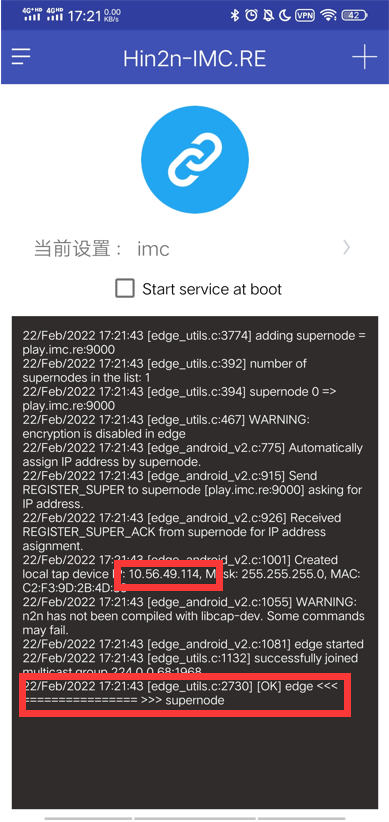 4G+HD 4GHD 17:21 0.00 KB/s VPN 42
Hin2n-IMC.RE
当前设置： imc
Start service at boot
22/Feb/2022 17:21:43 [edge_utils.c:3774] adding supernode =
play.imc.re:9000
22/Feb/2022 17:21:43 [edge_utils.c:392] number of
supernodes in the list: 1
22/Feb/2022 17:21:43 [edge_utils.c:394] supernode 0 =>
play.imc.re:9000
22/Feb/2022 17:21:43 [edge_utils.c:467] WARNING:
encryption is disabled in edge
22/Feb/2022 17:21:43 [edge_android_v2.c:775] Automatically
assign IP address by supernode.
22/Feb/2022 17:21:43 [edge_android_v2.c:915] Send
REGISTER_SUPER to supernode [play.imc.re:9000] asking for
IP address.
22/Feb/2022 17:21:43 [edge_android_v2.c:926] Received
REGISTER_SUPER_ACK from supernode for IP address
asignment.
22/Feb/2022 17:21:43 [edge_android_v2.c:1001] Created
local tap device IP: 10.56.49.114, Mask: 255.255.255.0, MAC:
C2:F3:9D:2B:4D:
22/Feb/2022 17:21:43 [edge_android_v2.c:1055] WARNING:
n2n has not been compiled with libcap-dev. Some commands
may fail.
22/Feb/2022 17:21:43 [edge_android_v2.c:1081] edge started
22/Feb/2022 17:21:43 [edge_utils.c:1132] successfully joined
multicast group 224.0.0.68:1968
22/Feb/2022 17:21:43 [edge_utils.c:2730] [OK] edge <<<
================ >>> supernode